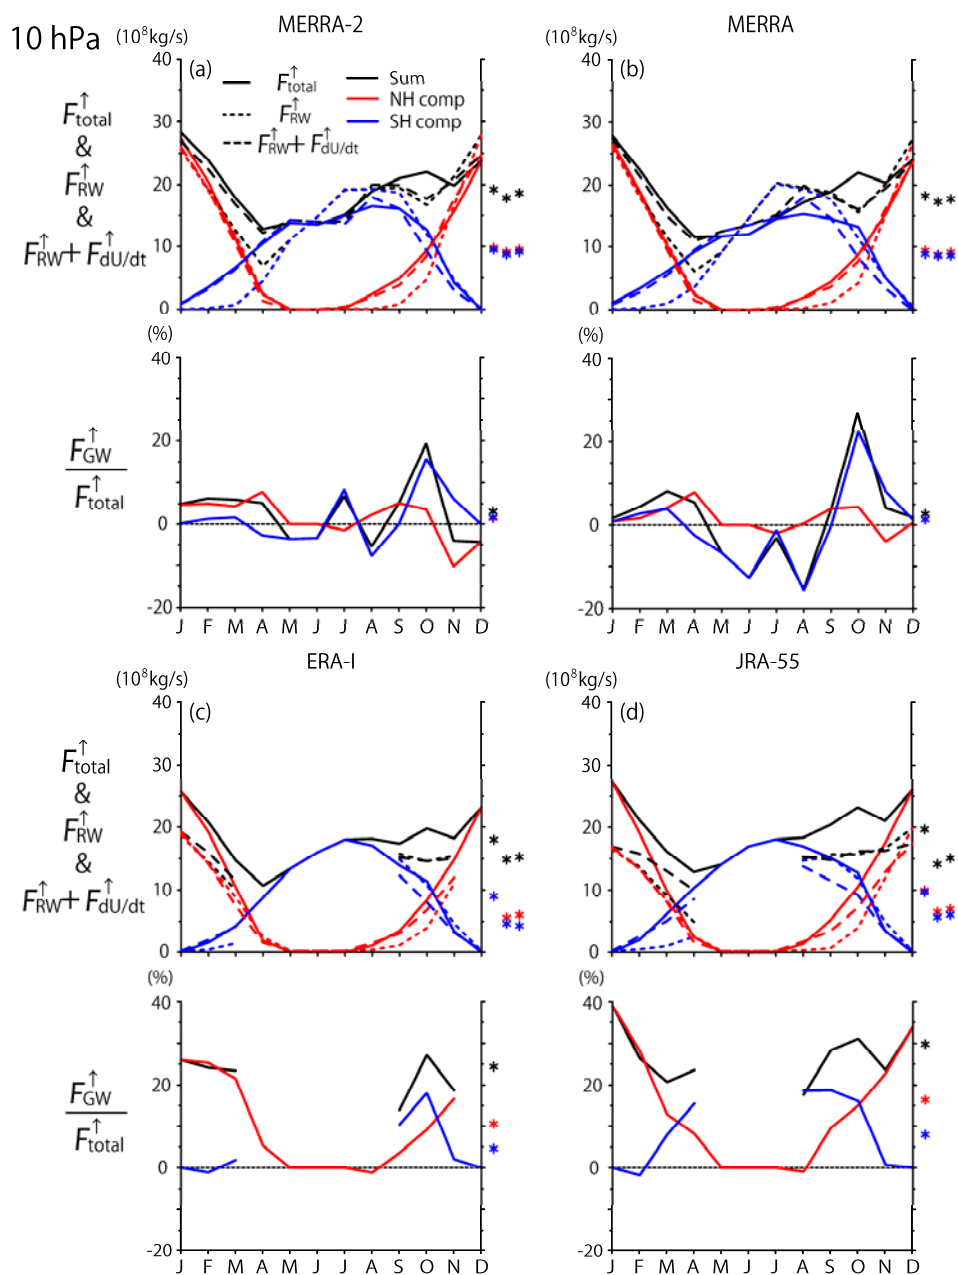 10 hPa
MERRA-2
MERRA
(10⁸kg/s)
(10⁸kg/s)
(a)
F↑total
F↑RW
F↑RW + F↑dU/dt
Sum
NH comp
SH comp
(b)
F↑total
&
F↑RW
&
F↑RW + F↑dU/dt
40
30
20
10
0
40
30
20
10
0
(%)
(%)
F↑GW
F↑total
40
20
0
-20
40
20
0
-20
J F M A M J J A S O N D
J F M A M J J A S O N D
ERA-I
JRA-55
(10⁸kg/s)
(10⁸kg/s)
(c)
(d)
F↑total
&
F↑RW
&
F↑RW + F↑dU/dt
40
30
20
10
0
40
30
20
10
0
(%)
(%)
F↑GW
F↑total
40
20
0
-20
40
20
0
-20
J F M A M J J A S O N D
J F M A M J J A S O N D